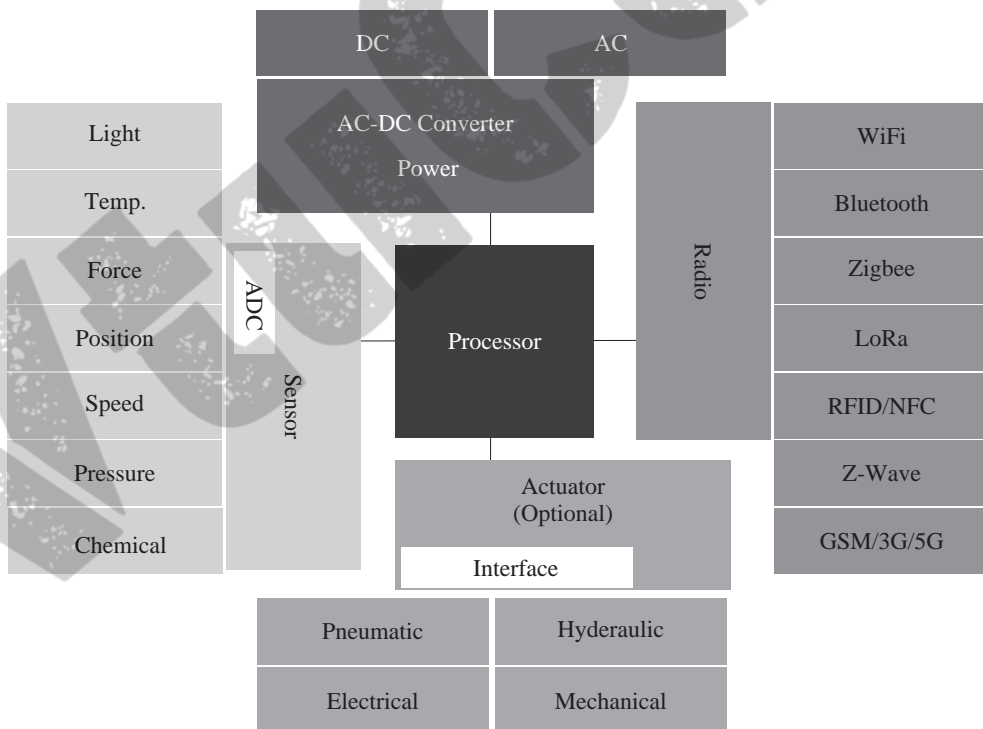 DC
AC
AC-DC Converter
Power
Light
Temp.
Force
Position
Speed
Pressure
Chemical
ADC
Sensor
Processor
Radio
WiFi
Bluetooth
Zigbee
LoRa
RFID/NFC
Z-Wave
GSM/3G/5G
Actuator
(Optional)
Interface
Pneumatic
Hyderaulic
Electrical
Mechanical